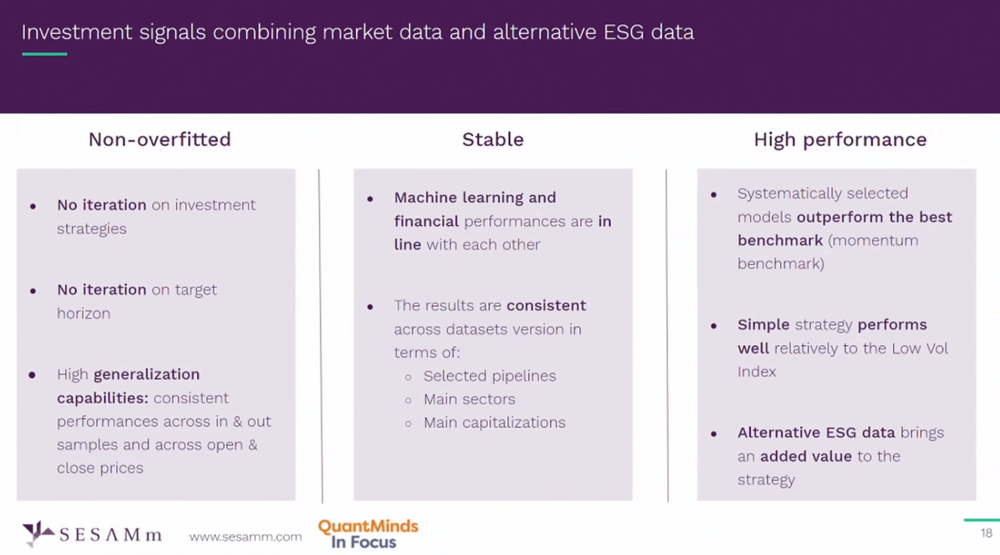 Investment signals combining market data and alternative ESG data
Non-overfitted
• No iteration on investment
strategies
• No iteration on target
horizon
• High generalization
capabilities: consistent
performances across in & out
samples and across open &
close prices
Stable
• Machine learning and
financial performances are in
line with each other
• The results are consistent
across datasets version in
terms of:
○ Selected pipelines
○ Main sectors
○ Main capitalizations
High performance
• Systematically selected
models outperform the best
benchmark (momentum
benchmark)
• Simple strategy performs
well relatively to the Low Vol
Index
• Alternative ESG data brings
an added value to the
strategy
SESAMm
www.sesamm.com
QuantMinds
In Focus
18